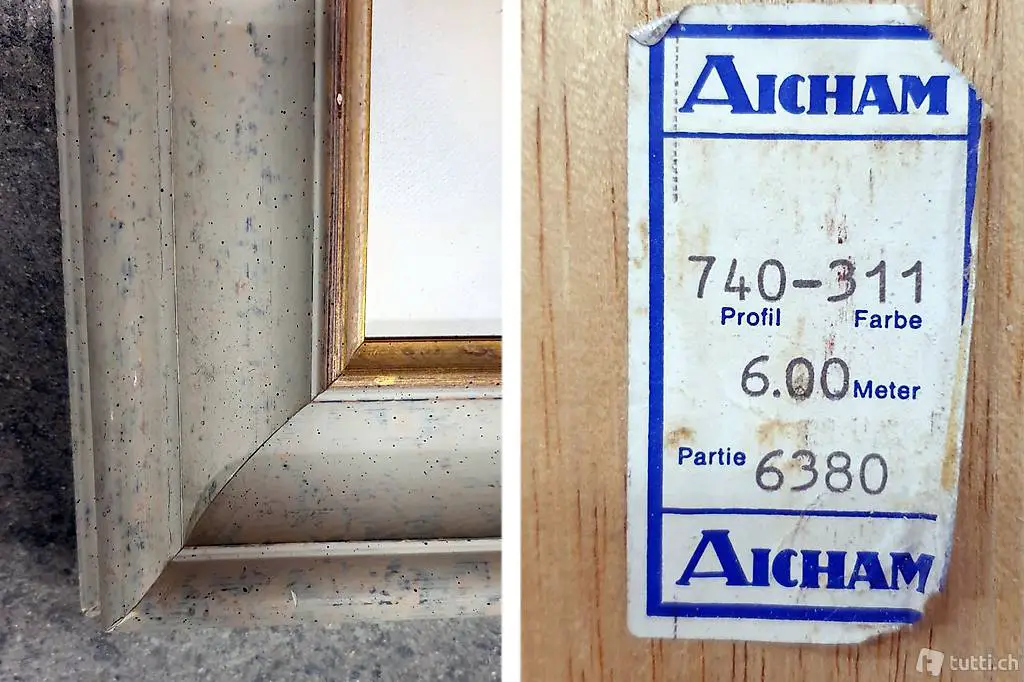 AICHAM
740-311
Profil Farbe
6.00 Meter
Partie 6380
AICHAM
tutti.ch